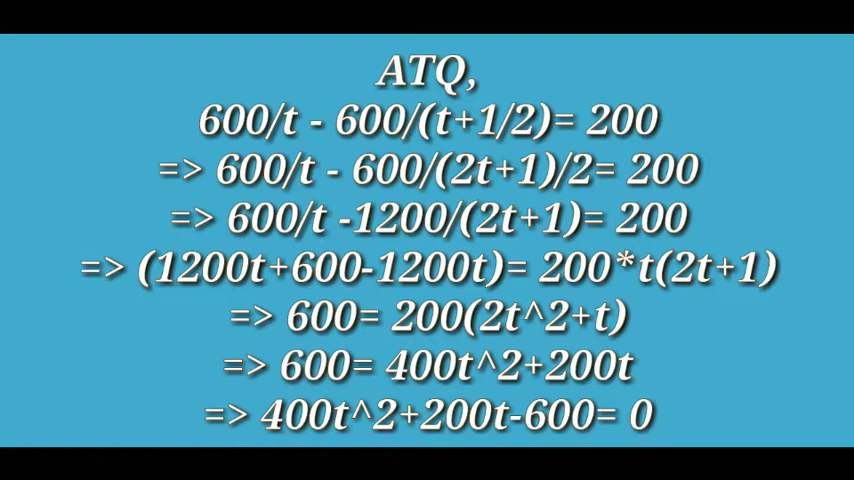 ATQ,
600/t - 600/(t+1/2)= 200
=> 600/t - 600/(2t+1)/2= 200
=> 600/t -1200/(2t+1)= 200
=> (1200t+600-1200t)= 200*t(2t+1)
=> 600= 200(2t^2+t)
=> 600= 400t^2+200t
=> 400t^2+200t-600= 0